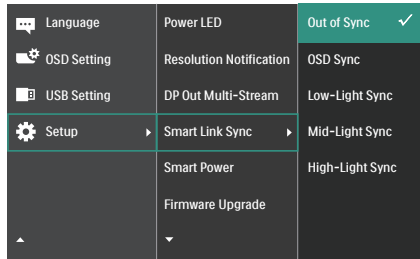 Language
OSD Setting
USB Setting
Setup
Power LED
Resolution Notification
DP Out Multi-Stream
Smart Link Sync
Smart Power
Firmware Upgrade
Out of Sync
OSD Sync
Low-Light Sync
Mid-Light Sync
High-Light Sync